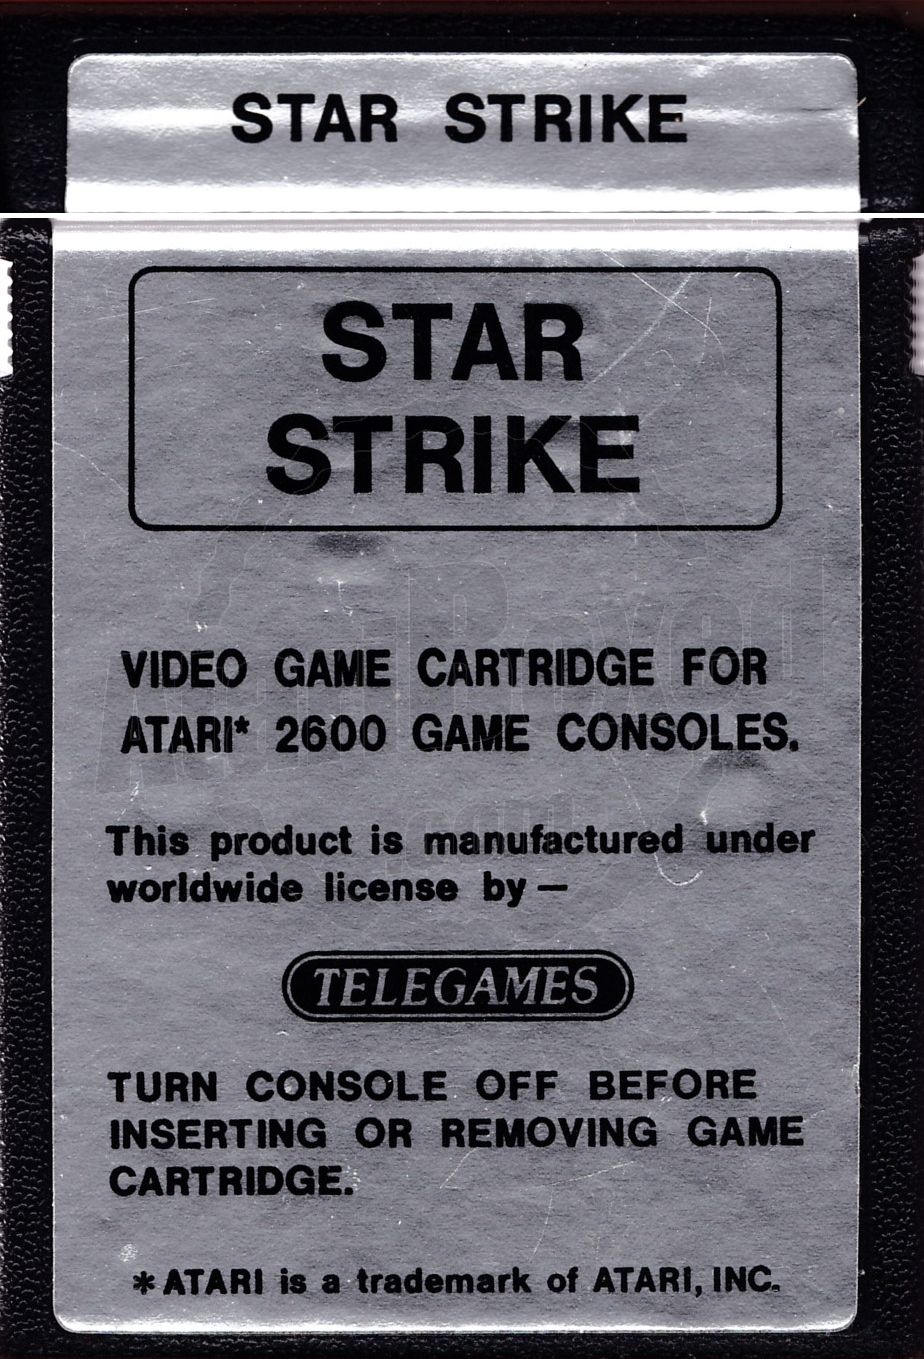 STAR STRIKE
STAR
STRIKE
VIDEO GAME CARTRIDGE FOR
ATARI* 2600 GAME CONSOLES.
This product is manufactured under
worldwide license by —
TELEGAMES
TURN CONSOLE OFF BEFORE
INSERTING OR REMOVING GAME
CARTRIDGE.
* ATARI is a trademark of ATARI, INC.